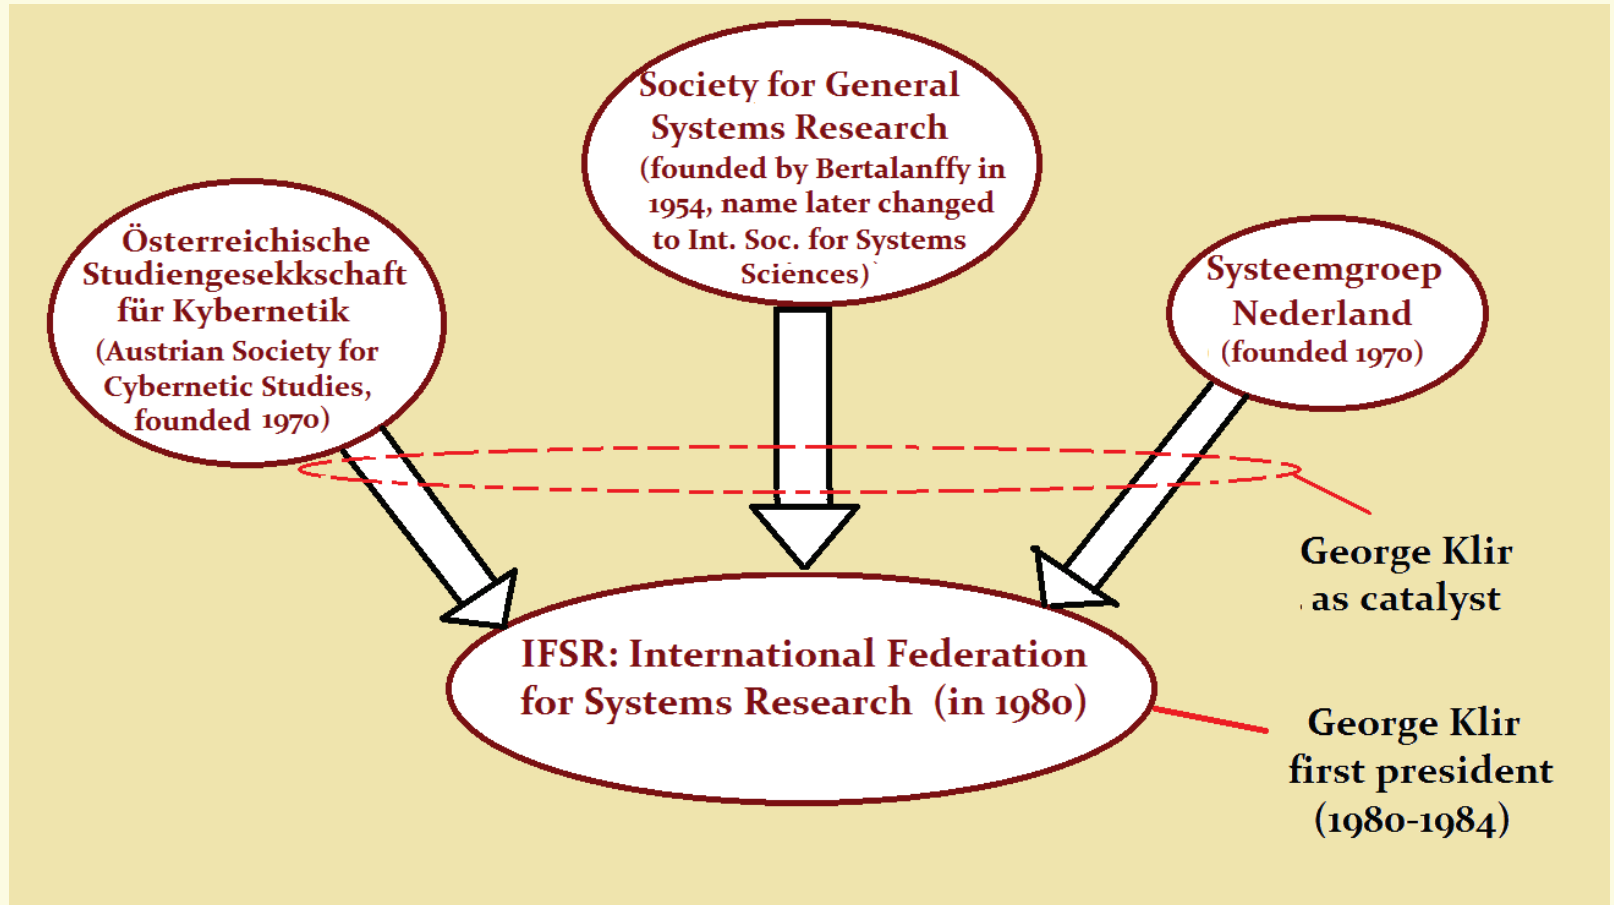 Society for General
Systems Research
(founded by Bertalanffy in
1954, name later changed
to Int. Soc. for Systems
Sciences)
Österreichische
Studiengesekkschaft
für Kybernetik
(Austrian Society for
Cybernetic Studies,
founded 1970)
Systeemgroep
Nederland
(founded 1970)
George Klir
as catalyst
IFSR: International Federation
for Systems Research (in 1980)
George Klir
first president
(1980-1984)